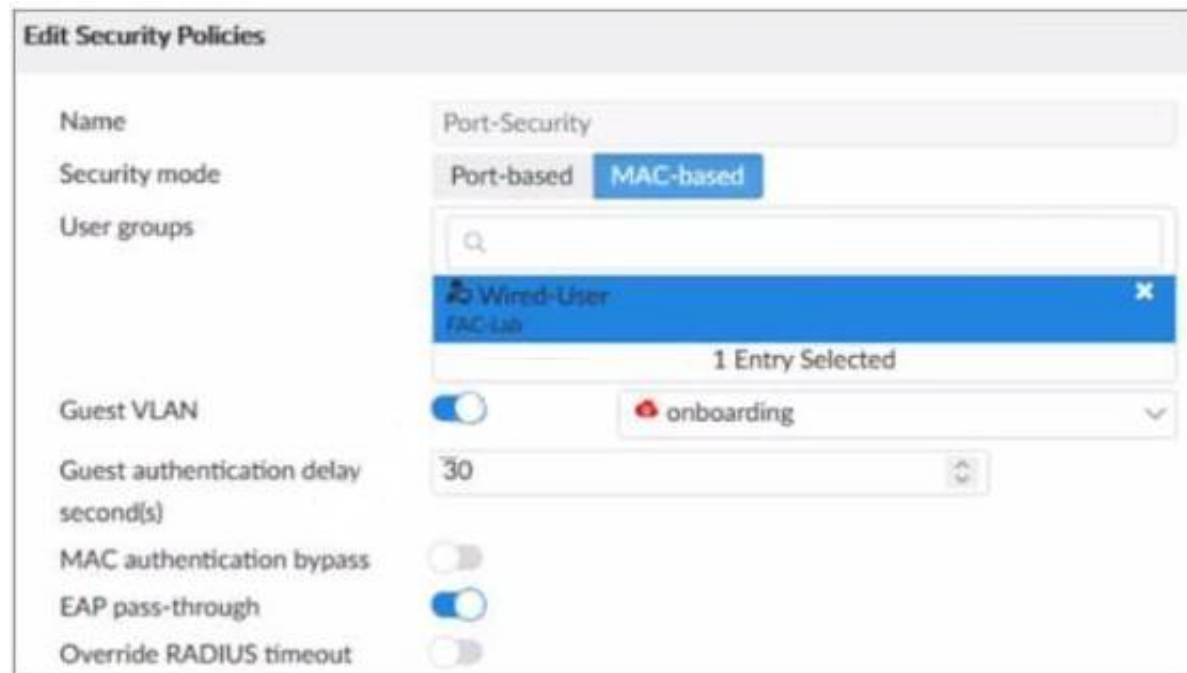 Edit Security Policies
Name Port-Security
Security mode Port-based MAC-based
User groups
Wired-User
FAC-Lab
1 Entry Selected
Guest VLAN onboarding
Guest authentication delay 30
second(s)
MAC authentication bypass
EAP pass-through
Override RADIUS timeout